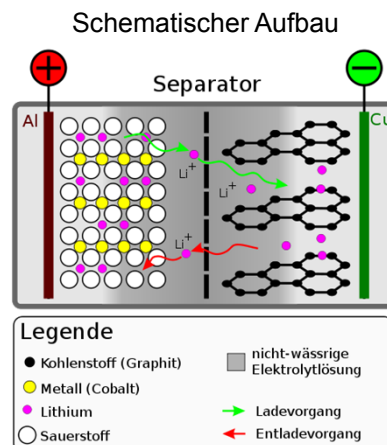 Schematischer Aufbau
+
−
Separator
Al
Cu
Li+
Li+
Li+
Legende
Kohlenstoff (Graphit)
Metall (Cobalt)
Lithium
Sauerstoff
nicht-wässrige
Elektrolytlösung
Ladevorgang
Entladevorgang